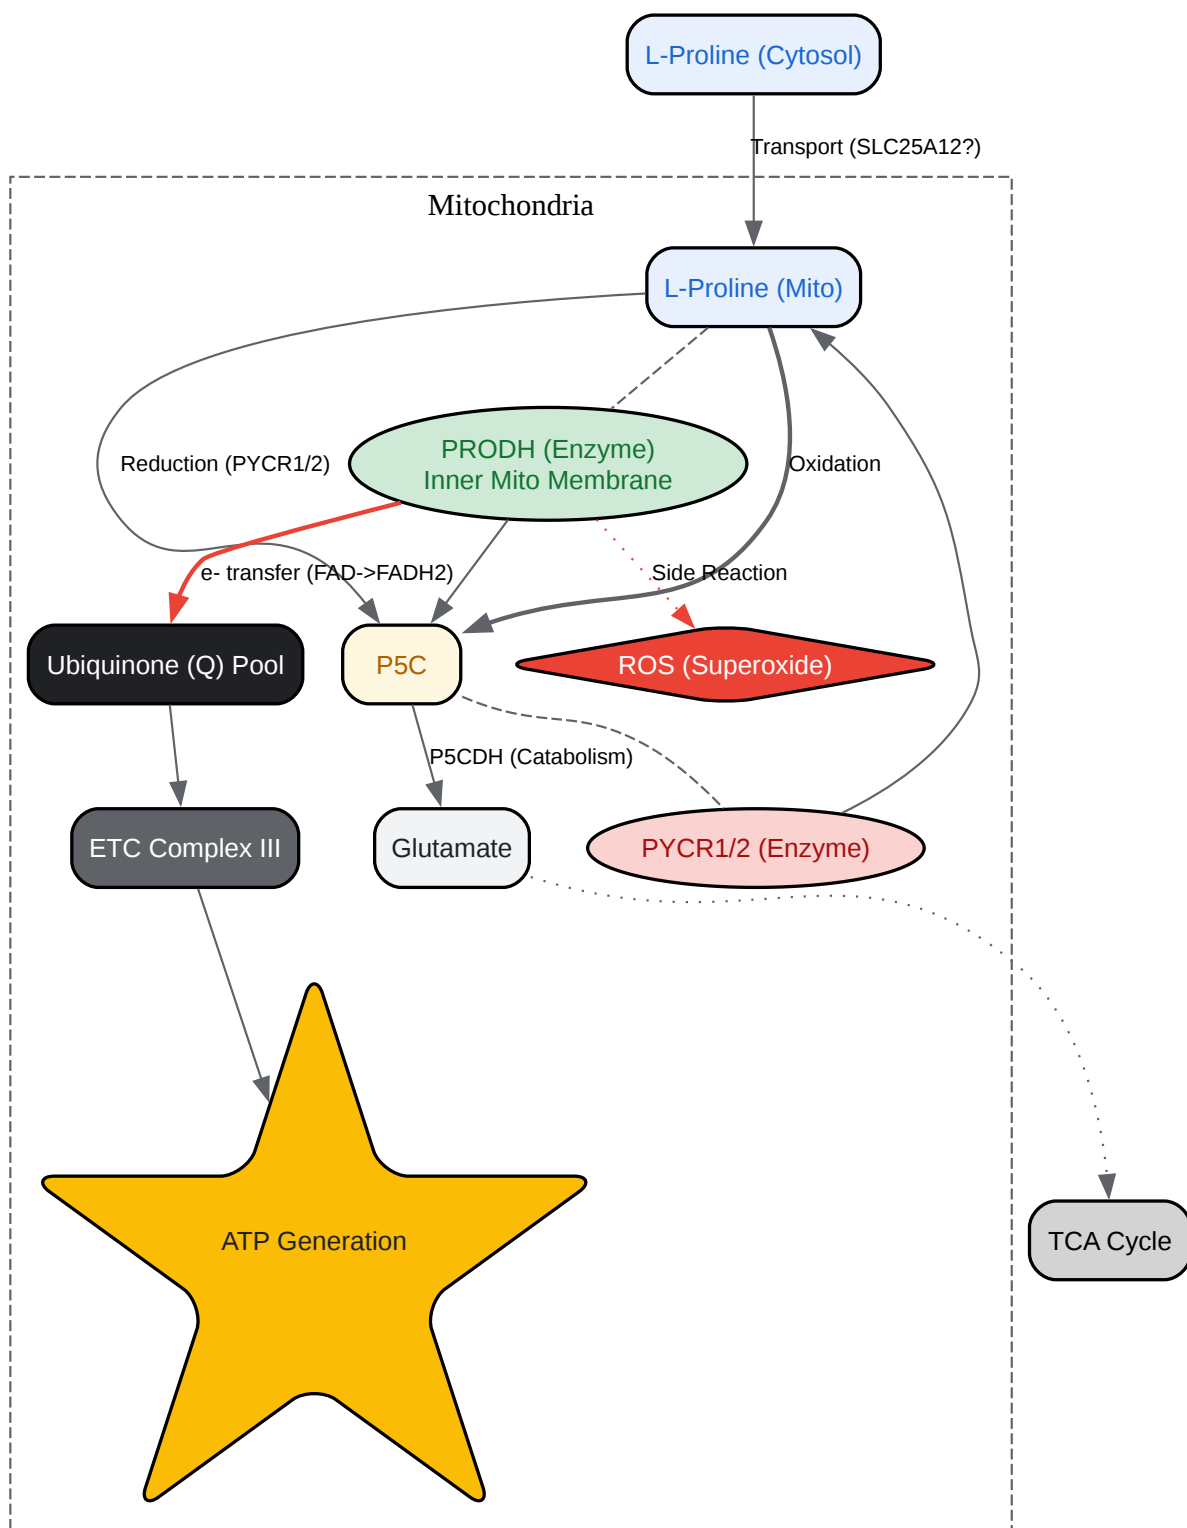 L-Proline (Cytosol)
Transport (SLC25A12?)
Mitochondria
L-Proline (Mito)
Reduction (PYCR1/2)
PRODH (Enzyme)
Inner Mito Membrane
Oxidation
e- transfer (FAD->FADH2)
Side Reaction
Ubiquinone (Q) Pool
P5C
ROS (Superoxide)
P5CDH (Catabolism)
ETC Complex III
Glutamate
PYCR1/2 (Enzyme)
ATP Generation
TCA Cycle